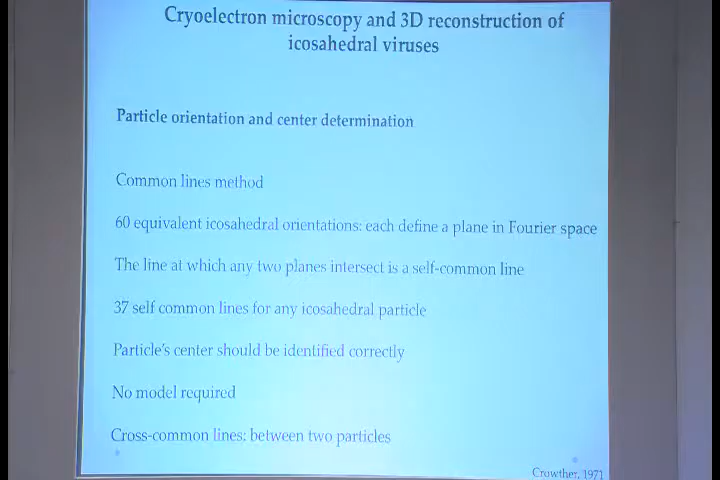 Cryoelectron microscopy and 3D reconstruction of
icosahedral viruses
Particle orientation and center determination
Common lines method
60 equivalent icosahedral orientations: each define a plane in Fourier space
The line at which any two planes intersect is a self-common line
37 self common lines for any icosahedral particle
Particle's center should be identified correctly
No model required
Cross-common lines: between two particles
Crowther, 1971